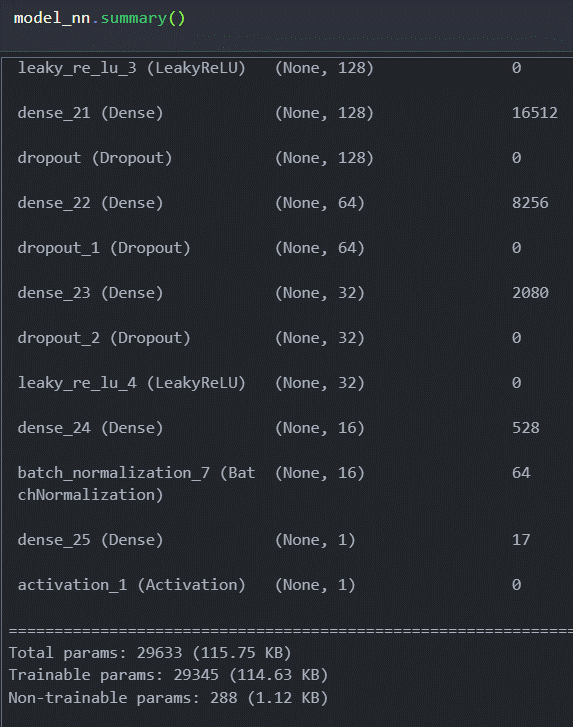 model_nn.summary()
leaky_re_lu_3 (LeakyReLU) (None, 128) 0
dense_21 (Dense) (None, 128) 16512
dropout (Dropout) (None, 128) 0
dense_22 (Dense) (None, 64) 8256
dropout_1 (Dropout) (None, 64) 0
dense_23 (Dense) (None, 32) 2080
dropout_2 (Dropout) (None, 32) 0
leaky_re_lu_4 (LeakyReLU) (None, 32) 0
dense_24 (Dense) (None, 16) 528
batch_normalization_7 (Bat (None, 16) 64
chNormalization)
dense_25 (Dense) (None, 1) 17
activation_1 (Activation) (None, 1) 0
=================================================================
Total params: 29633 (115.75 KB)
Trainable params: 29345 (114.63 KB)
Non-trainable params: 288 (1.12 KB)